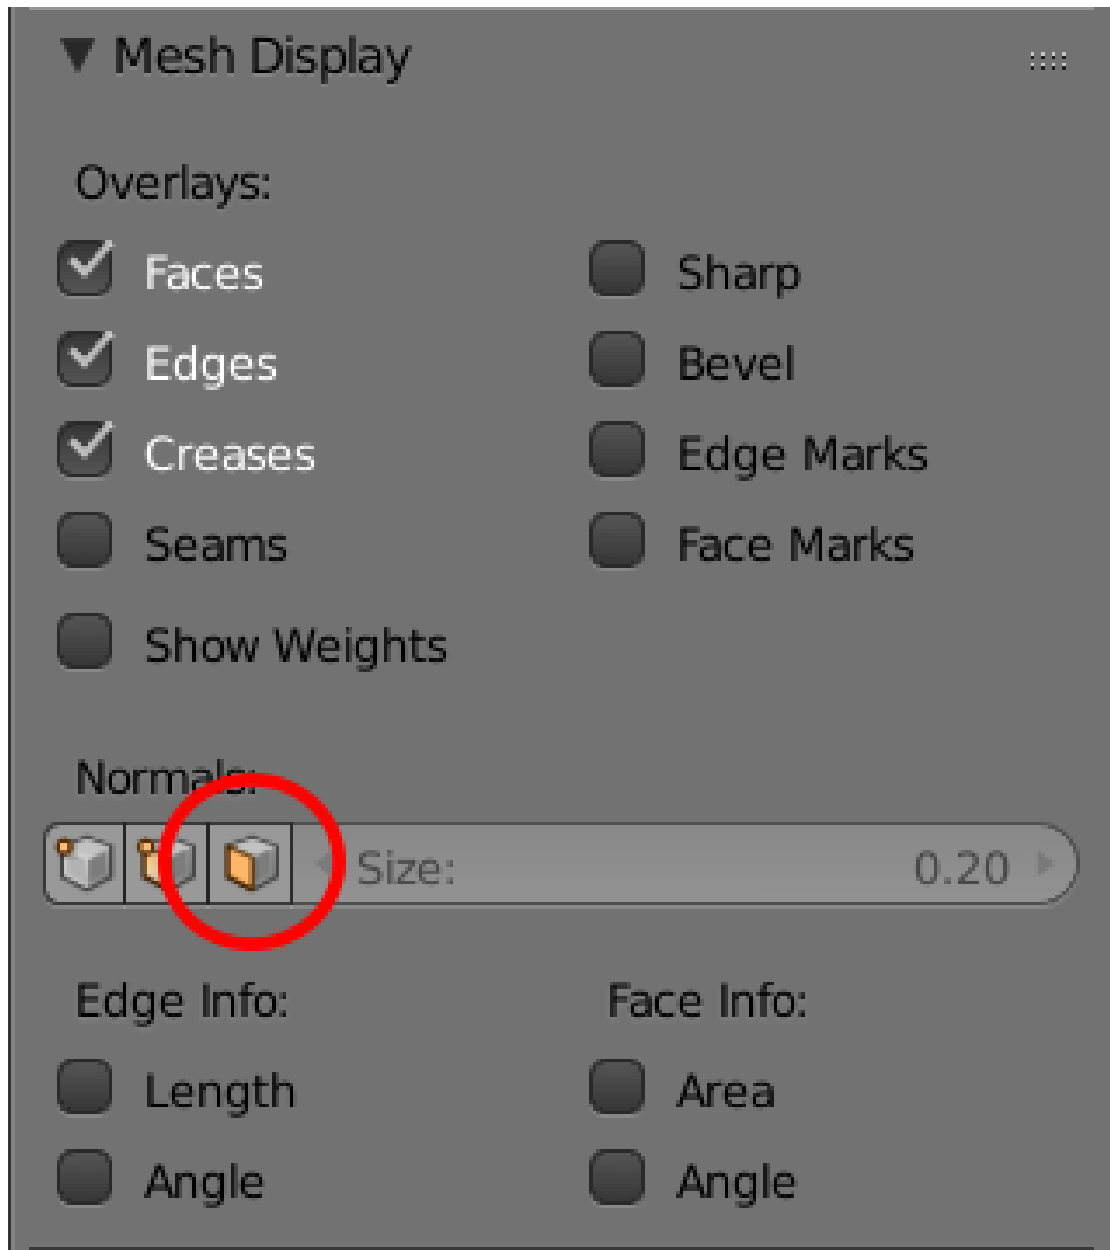 Mesh Display
Overlays:
Faces
Sharp
Edges
Bevel
Creases
Edge Marks
Seams
Face Marks
Show Weights
Normals:
Size: 0.20
Edge Info:
Face Info:
Length
Area
Angle
Angle